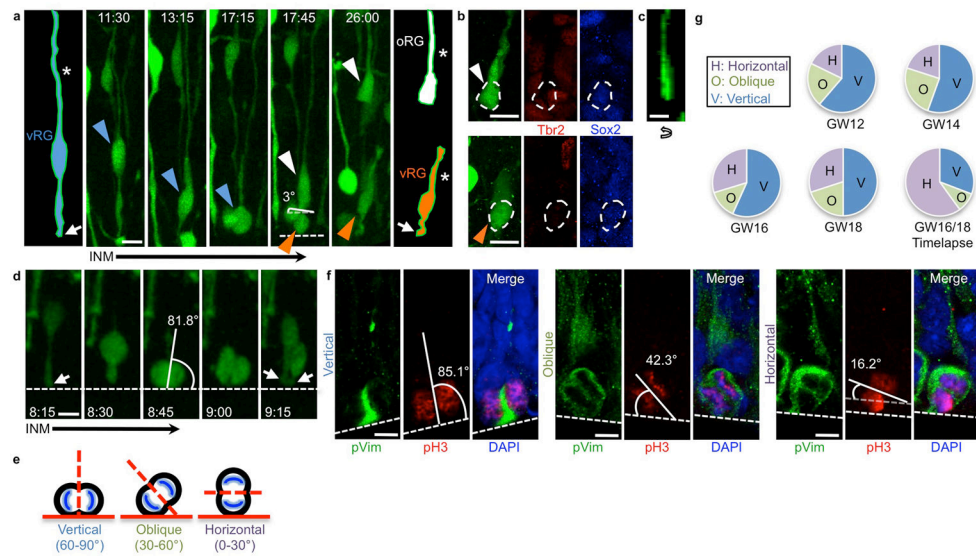 a
11:30
13:15
17:15
17:45
26:00
vRG
*
3°
oRG
*
vRG
*
INM
b
Tbr2
Sox2
c
d
81.8°
8:15
8:30
8:45
9:00
9:15
INM
e
Vertical
(60-90°)
Oblique
(30-60°)
Horizontal
(0-30°)
f
Vertical
Merge
85.1°
pVim
pH3
DAPI
Oblique
Merge
42.3°
pVim
pH3
DAPI
Horizontal
Merge
16.2°
pVim
pH3
DAPI
g
H: Horizontal
O: Oblique
V: Vertical
H
O
V
GW12
H
O
V
GW14
H
O
V
GW16
H
O
V
GW18
H
V
O
GW16/18
Timelapse